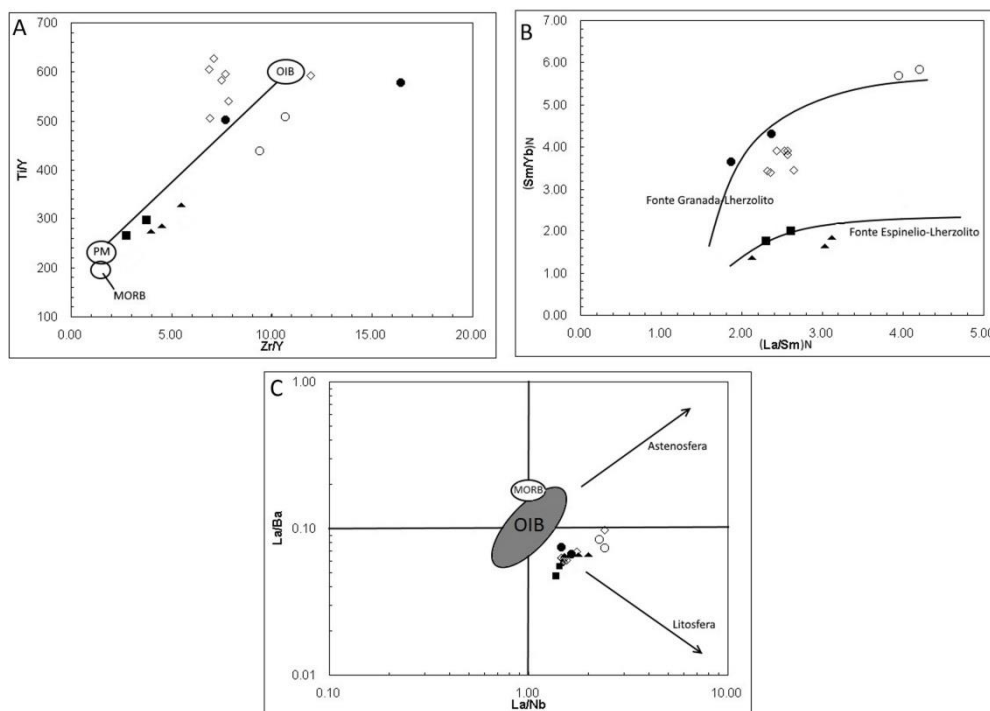 A
700
600
500
400
300
200
100
Ti/Y
OIB
PM
MORB
0.00 5.00 10.00 15.00 20.00
Zr/Y
B
7.00
6.00
5.00
4.00
3.00
2.00
1.00
0.00
(Sm/Yb)N
Fonte Granada-Lherzolito
Fonte Espinelio-Lherzolito
0.00 1.00 2.00 3.00 4.00 5.00
(La/Sm)N
C
1.00
0.10
0.01
La/Ba
Astenosfera
MORB
OIB
Litosfera
0.10 1.00 10.00
La/Nb